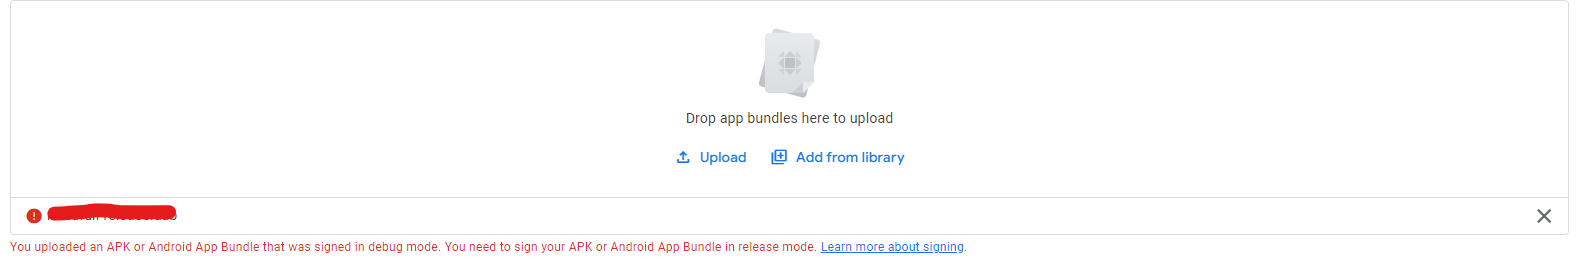 Drop app bundles here to upload
Upload
Add from library
You uploaded an APK or Android App Bundle that was signed in debug mode. You need to sign your APK or Android App Bundle in release mode. Learn more about signing.